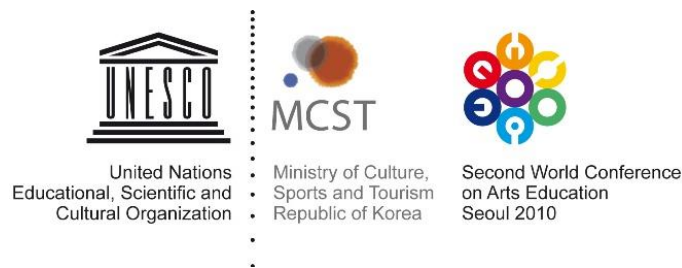 UNESCO
United Nations
Educational, Scientific and
Cultural Organization
MCST
Ministry of Culture,
Sports and Tourism
Republic of Korea
Second World Conference
on Arts Education
Seoul 2010